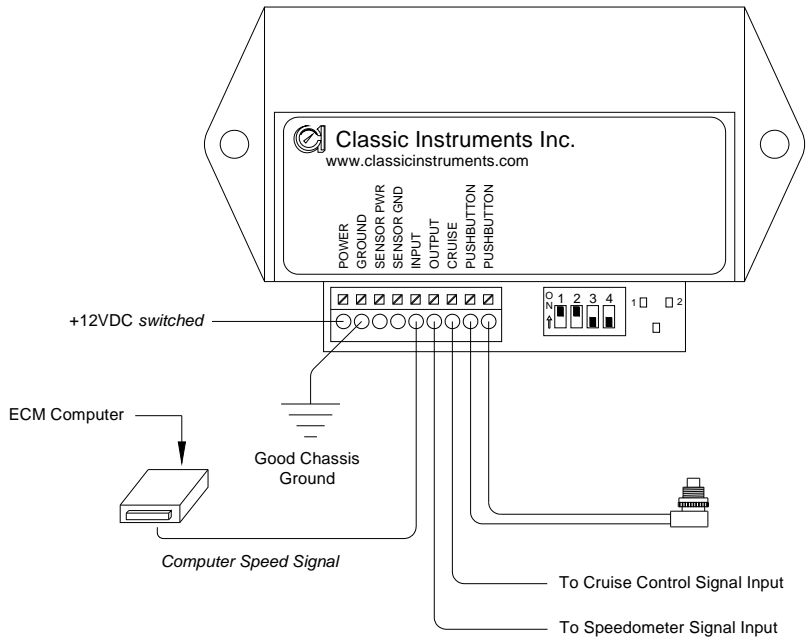 Classic Instruments Inc.
www.classicinstruments.com
POWER
GROUND
SENSOR PWR
SENSOR GND
INPUT
OUTPUT
CRUISE
PUSHBUTTON
PUSHBUTTON
ON
1 2 3 4
1 2
+12VDC switched
ECM Computer
Good Chassis
Ground
Computer Speed Signal
To Cruise Control Signal Input
To Speedometer Signal Input